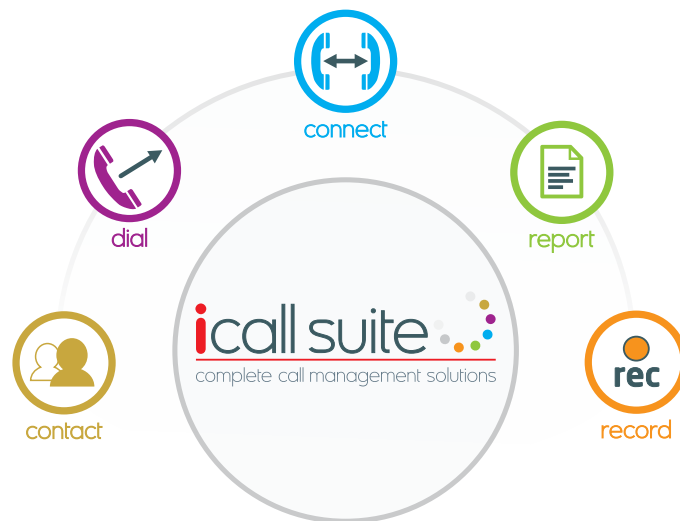 connect
dial
report
icall suite
complete call management solutions
rec
contact
record